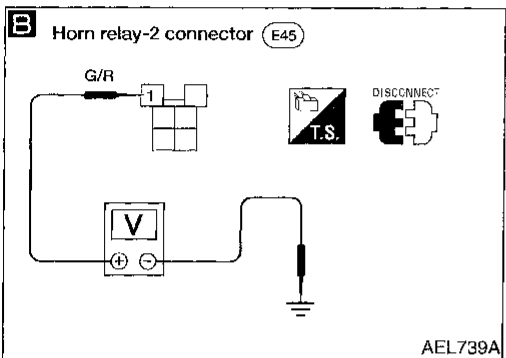 B Horn relay-2 connector E45
G/R
1
T.S.
DISCONNECT
V
+ -
AEL739A